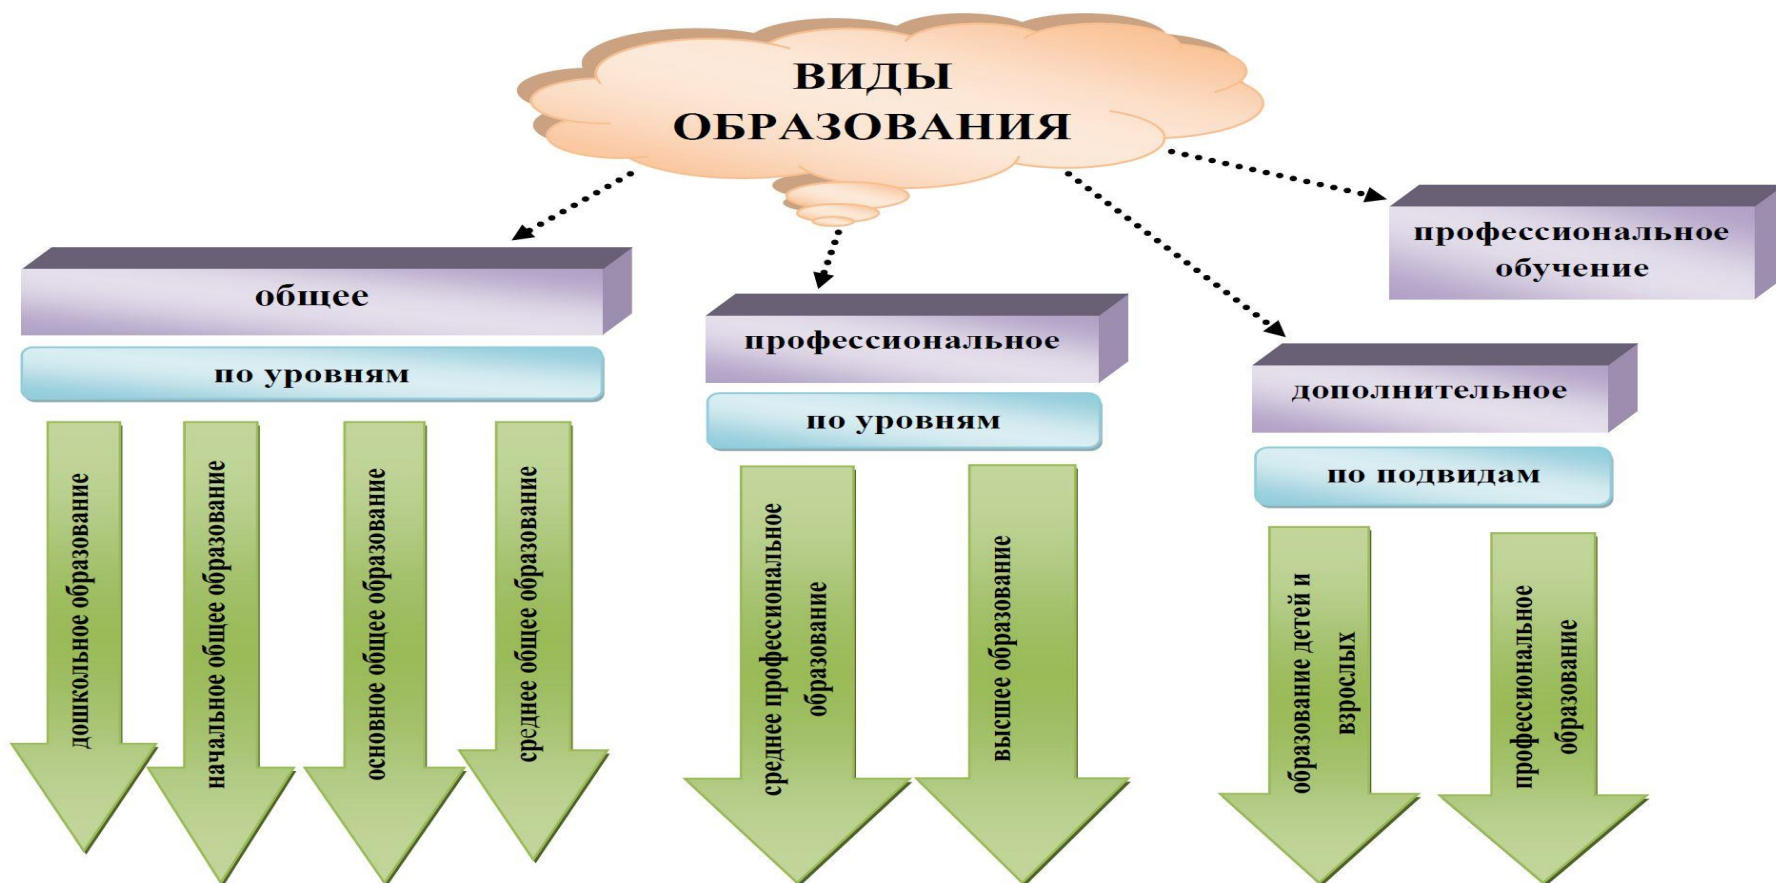 ВИДЫ
ОБРАЗОВАНИЯ
общее
по уровням
дошкольное образование
начальное общее образование
основное общее образование
среднее общее образование
профессиональное
по уровням
среднее профессиональное
образование
высшее образование
дополнительное
по подвидам
образование детей и
взрослых
профессиональное
образование
профессиональное
обучение